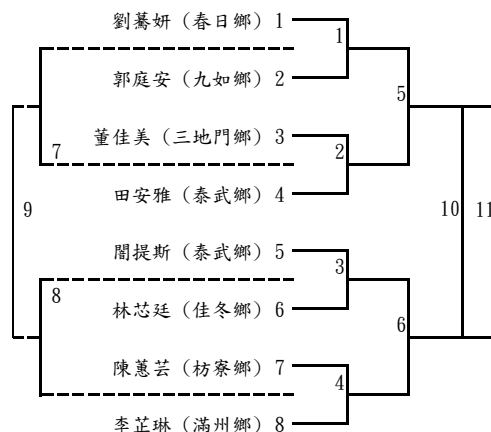 劉驀妍（春日鄉）1
1
郭庭安（九如鄉）2
5
董佳美（三地門鄉）3
7
2
田安雅（泰武鄉）4
9
10
11
闇提斯（泰武鄉）5
3
8
林芯廷（佳冬鄉）6
6
陳蕙芸（枋寮鄉）7
4
李芷琳（滿州鄉）8